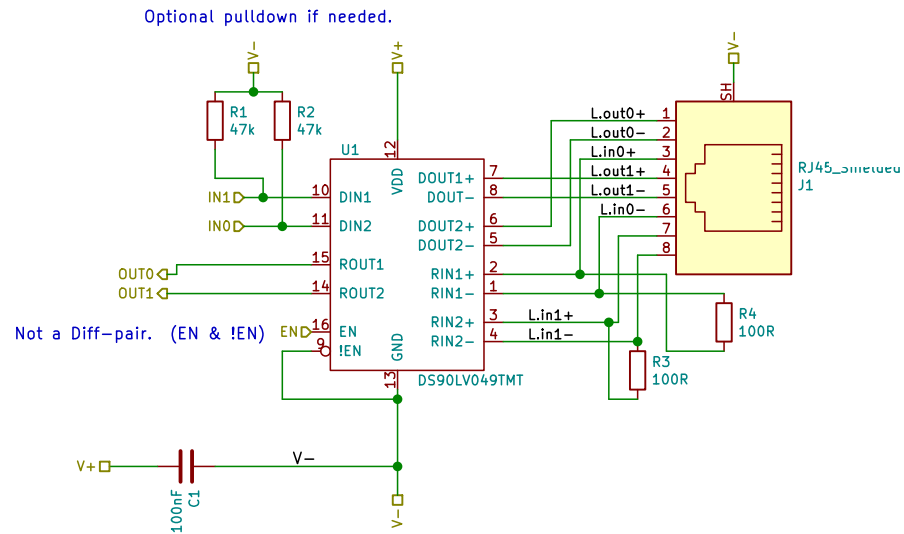 Optional pulldown if needed.
V-
V+
V-
SH
R1
47k
R2
47k
U1
12
VDD
L.out0+
1
L.out0-
2
L.in0+
3
L.out1+
4
L.out1-
5
L.in0-
6
7
8
J1
IN1
10
DIN1
IN0
11
DIN2
OUT0
15
ROUT1
OUT1
14
ROUT2
Not a Diff-pair. (EN & !EN)
EN
16
EN
9
!EN
DOUT1+
7
DOUT-
8
DOUT2+
6
DOUT2-
5
RIN1+
2
RIN1-
1
RIN2+
3
L.in1+
RIN2-
4
L.in1-
GND
13
DS90LV049TMT
R4
100R
R3
100R
V+
100nF
C1
V-
V-